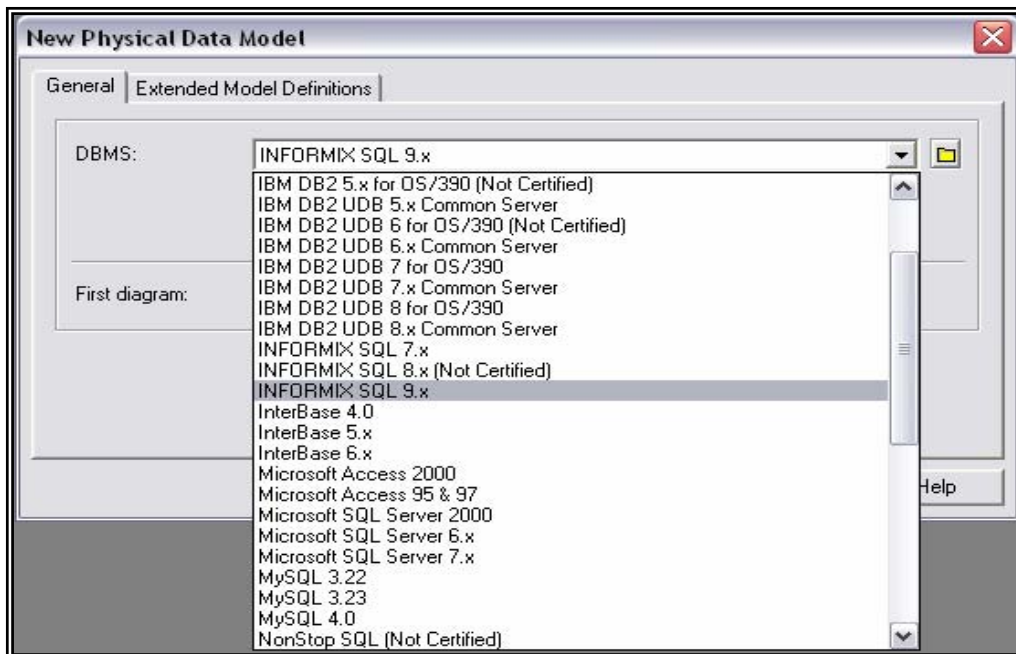 New Physical Data Model
General
Extended Model Definitions
DBMS:
INFORMIX SQL 9.x
IBM DB2 5.x for OS/390 (Not Certified)
IBM DB2 UDB 5.x Common Server
IBM DB2 UDB 6 for OS/390 (Not Certified)
IBM DB2 UDB 6.x Common Server
IBM DB2 UDB 7 for OS/390
IBM DB2 UDB 7.x Common Server
First diagram:
IBM DB2 UDB 8 for OS/390
IBM DB2 UDB 8.x Common Server
INFORMIX SQL 7.x
INFORMIX SQL 8.x (Not Certified)
INFORMIX SQL 9.x
InterBase 4.0
InterBase 5.x
InterBase 6.x
Microsoft Access 2000
Microsoft Access 95 & 97
Help
Microsoft SQL Server 2000
Microsoft SQL Server 6.x
Microsoft SQL Server 7.x
MySQL 3.22
MySQL 3.23
MySQL 4.0
NonStop SQL (Not Certified)